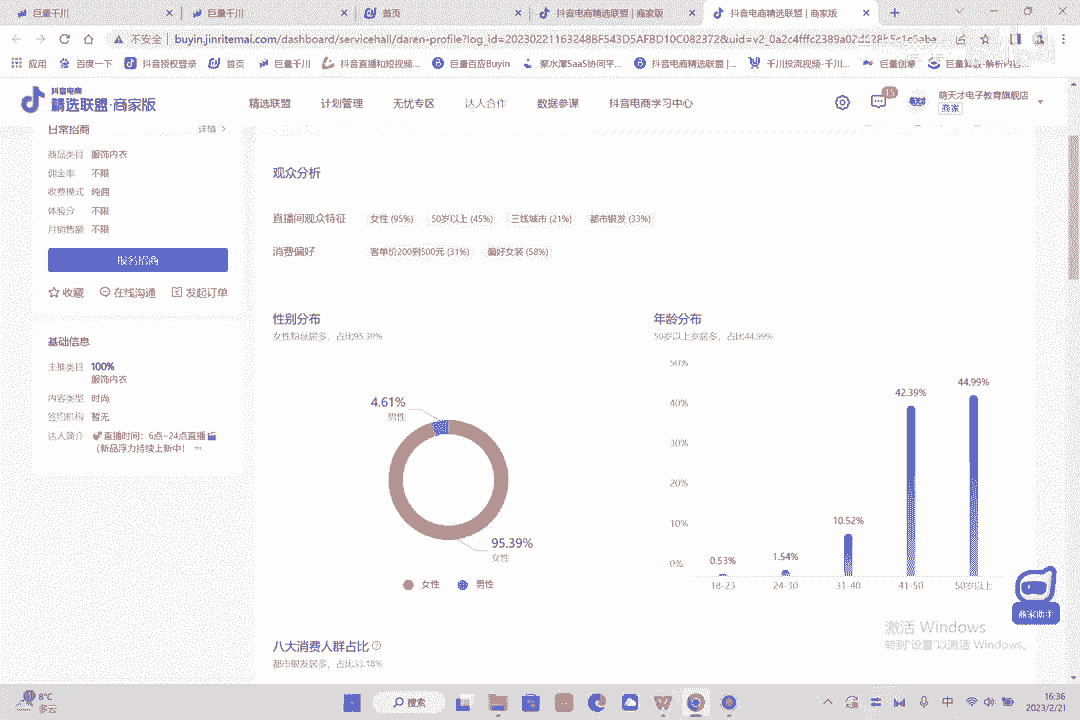 巨量千川
巨量千川
首页
抖音电商精选联盟 | 商家版
抖音电商精选联盟 | 商家版
不安全
应用
百度一下
抖音授权登录
首页
巨量千川
抖音直播和短视频...
巨量百应Buyin
聚水潭SaaS协同平...
抖音电商精选联盟 |...
千川投流视频-千川...
巨量创意
抖音电商
精选联盟·商家版
精选联盟
计划管理
无忧专区
达人合作
数据参谋
抖音电商学习中心
萌天才电子教育旗舰店
商家
日常招商
详情
商品类目 服饰内衣
佣金率 不限
收费模式 纯佣
体验分 不限
月销售额 不限
报名招商
收藏
在线沟通
发起订单
基础信息
主推类目 100%
服饰内衣
内容类型 时尚
签约机构 暂无
达人简介 直播时间：6点~24点直播
（新品浮力持续上新中！ ...
观众分析
直播间观众特征 女性 (95%) 50岁以上 (45%) 三线城市 (21%) 都市银发 (33%)
消费偏好 客单价200到500元 (31%) 偏好女装 (58%)
性别分布
女性粉丝居多，占比95.39%
4.61%
男性
95.39%
女性
女性 男性
年龄分布
50岁以上岁居多，占比44.99%
50%
40%
30%
20%
10%
0%
0.53%
1.54%
10.52%
42.39%
44.99%
18-23
24-30
31-40
41-50
50岁以上
八大消费人群占比
都市银发居多，占比33.18%
商家助手
激活 Windows
转到"设置"以激活 Windows。
8°C
多云
搜索
中
16:36
2023/2/21